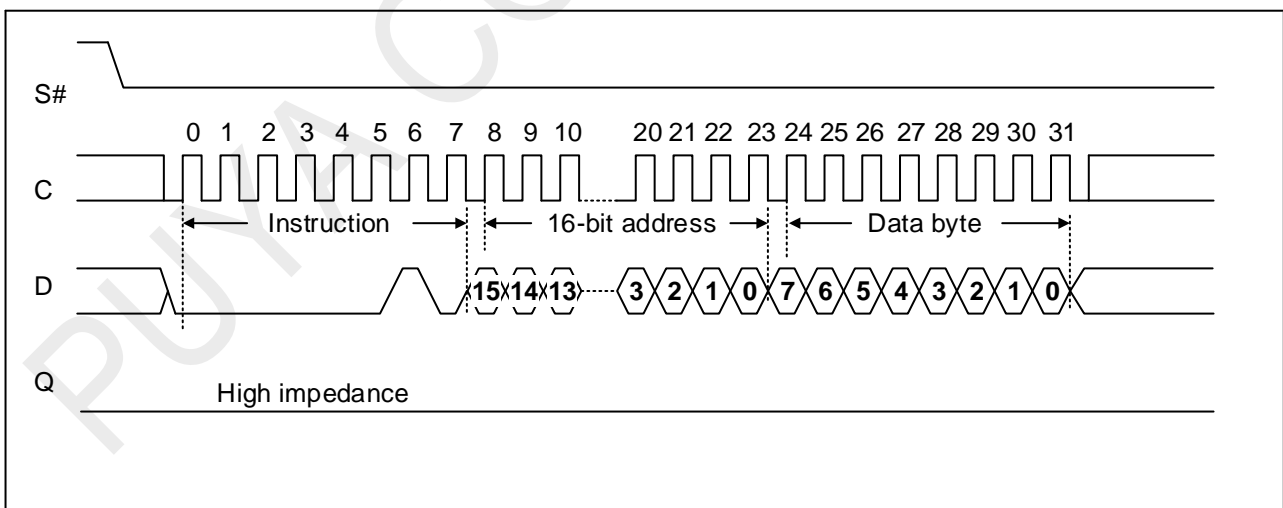 PUYA CO
S#
0 1 2 3 4 5 6 7 8 9 10 20 21 22 23 24 25 26 27 28 29 30 31
C
Instruction 16-bit address Data byte
D
15 14 13 3 2 1 0 7 6 5 4 3 2 1 0
Q
High impedance